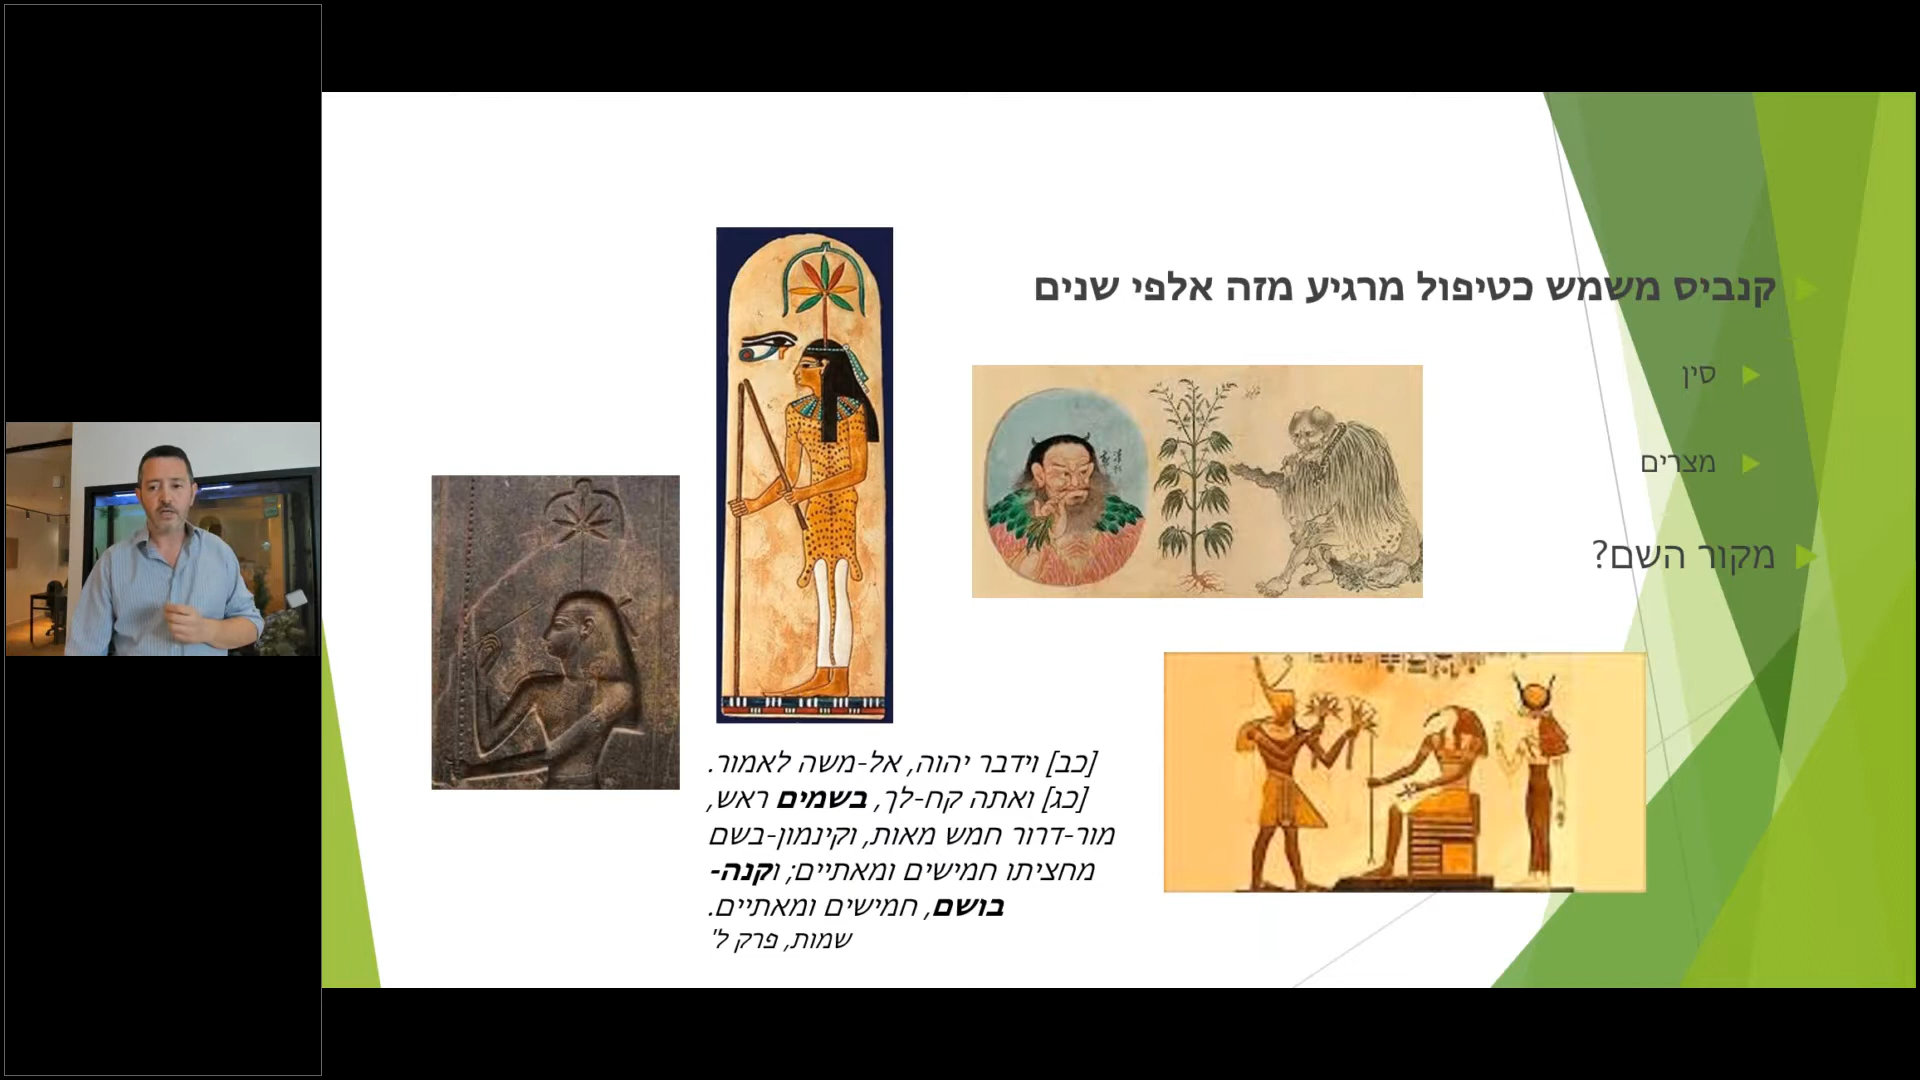 קנביס משמש כטיפול מרגיע מזה אלפי שנים
סין
מצרים
מקור השם?
[כב] וידבר יהוה, אל-משה לאמור.
[כג] ואתה קח-לך, בשמים ראש,
מור-דרור חמש מאות, וקינמון-בשם
מחציתו חמישים ומאתיים; וקנה-
בושם, חמישים ומאתיים.
שמות, פרק ל'